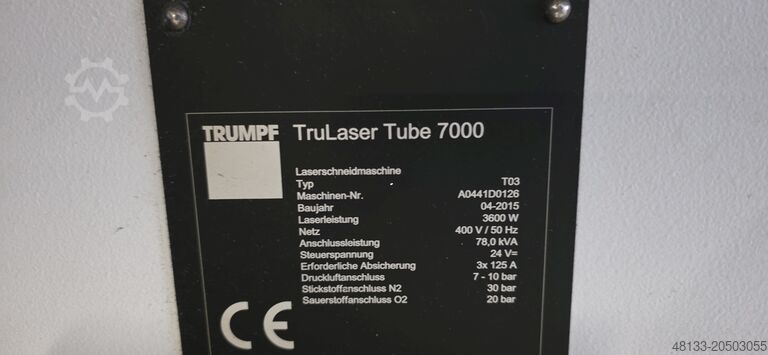 TRUMPF TruLaser Tube 7000
Laserschneidmaschine
Typ T03
Maschinen-Nr. A0441D0126
Baujahr 04-2015
Laserleistung 3600 W
Netz 400 V / 50 Hz
Anschlussleistung 78,0 kVA
Steuerspannung 24 V=
Erforderliche Absicherung 3x 125 A
Druckluftanschluss 7 - 10 bar
Stickstoffanschluss N2 30 bar
Sauerstoffanschluss O2 20 bar
CE
48133-20503055